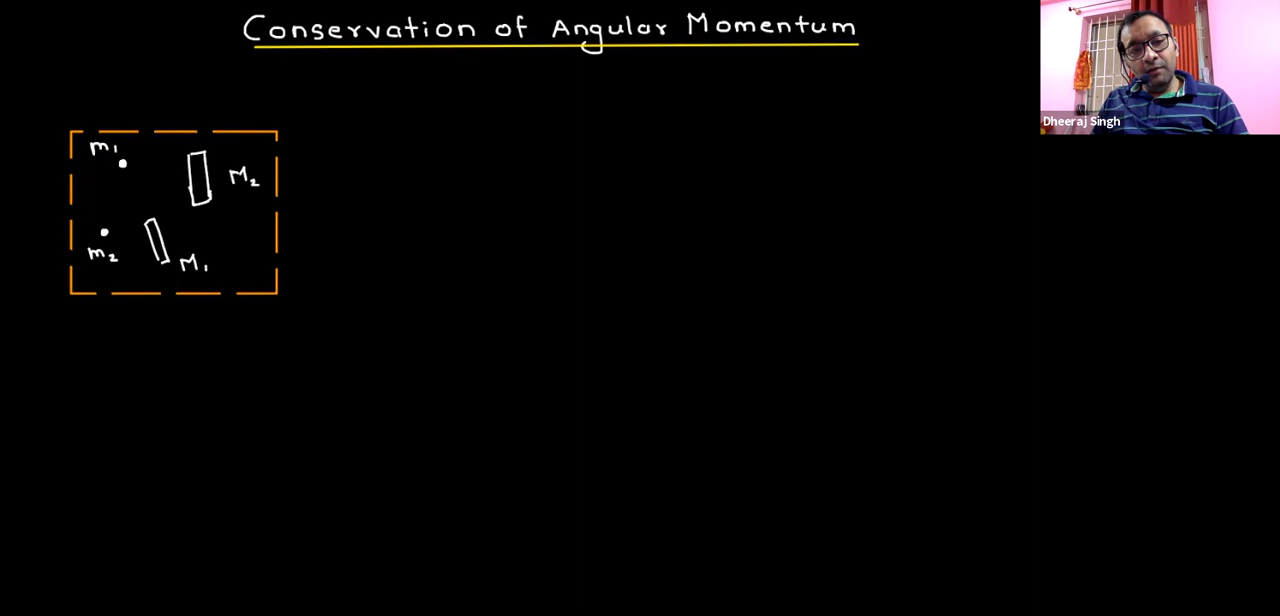 Conservation of Angular Momentum
Dheeraj Singh
m₁
M₂
m₂
M₁